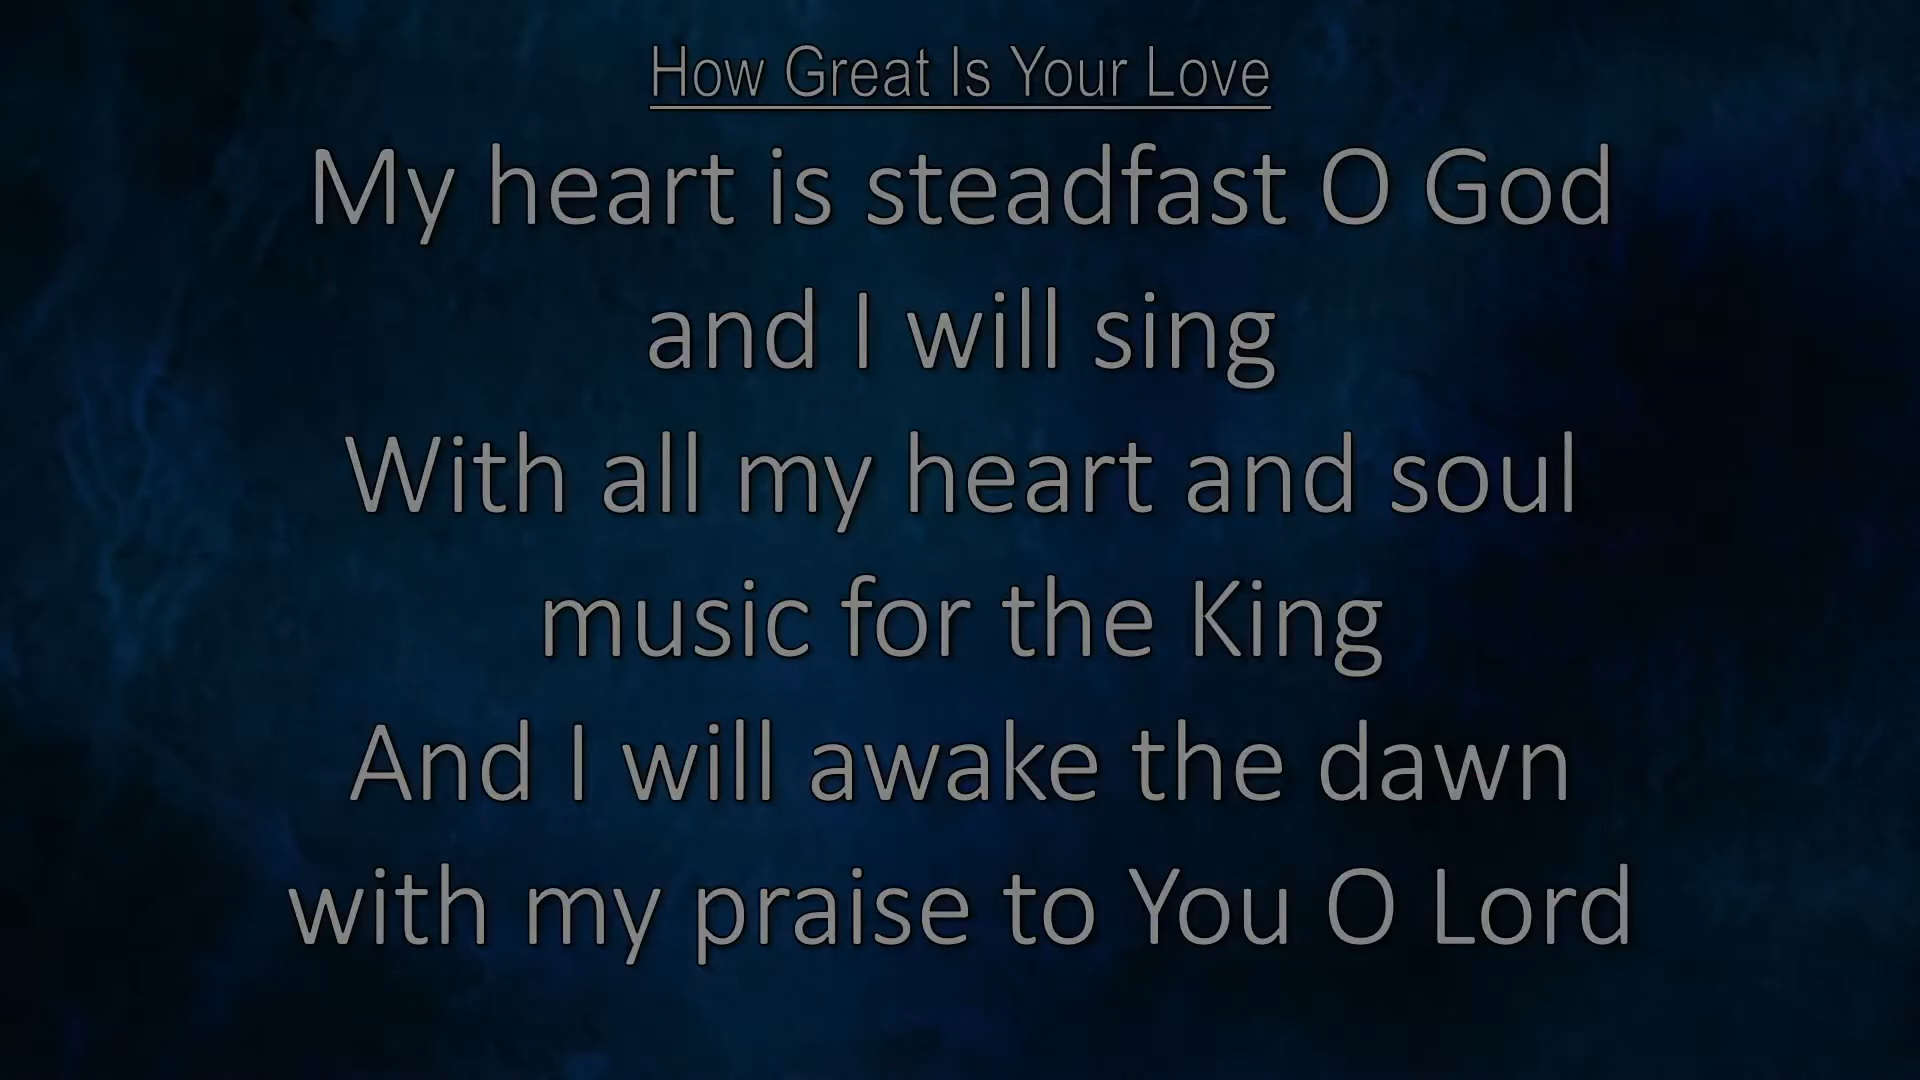 How Great Is Your Love
My heart is steadfast O God
and I will sing
With all my heart and soul
music for the King
And I will awake the dawn
with my praise to You O Lord